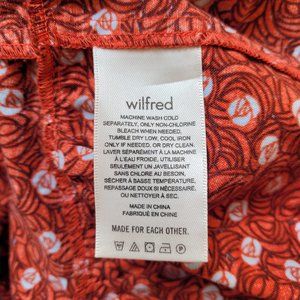 wilfred
MACHINE WASH COLD
SEPARATELY, ONLY NON-CHLORINE
BLEACH WHEN NEEDED,
TUMBLE DRY LOW, COOL IRON
ONLY IF NEEDED, OR DRY CLEAN.
LAVER SÉPARÉMENT À LA MACHINE
À L'EAU FROIDE, UTILISER
SEULEMENT UN JAVELLISANT
SANS CHLORE AU BESOIN,
SÉCHER À BASSE TEMPÉRATURE,
REPASSAGE DOUX SI NÉCESSAIRE,
OU NETTOYER À SEC.
MADE IN CHINA
FABRIQUÉ EN CHINE
MADE FOR EACH OTHER.